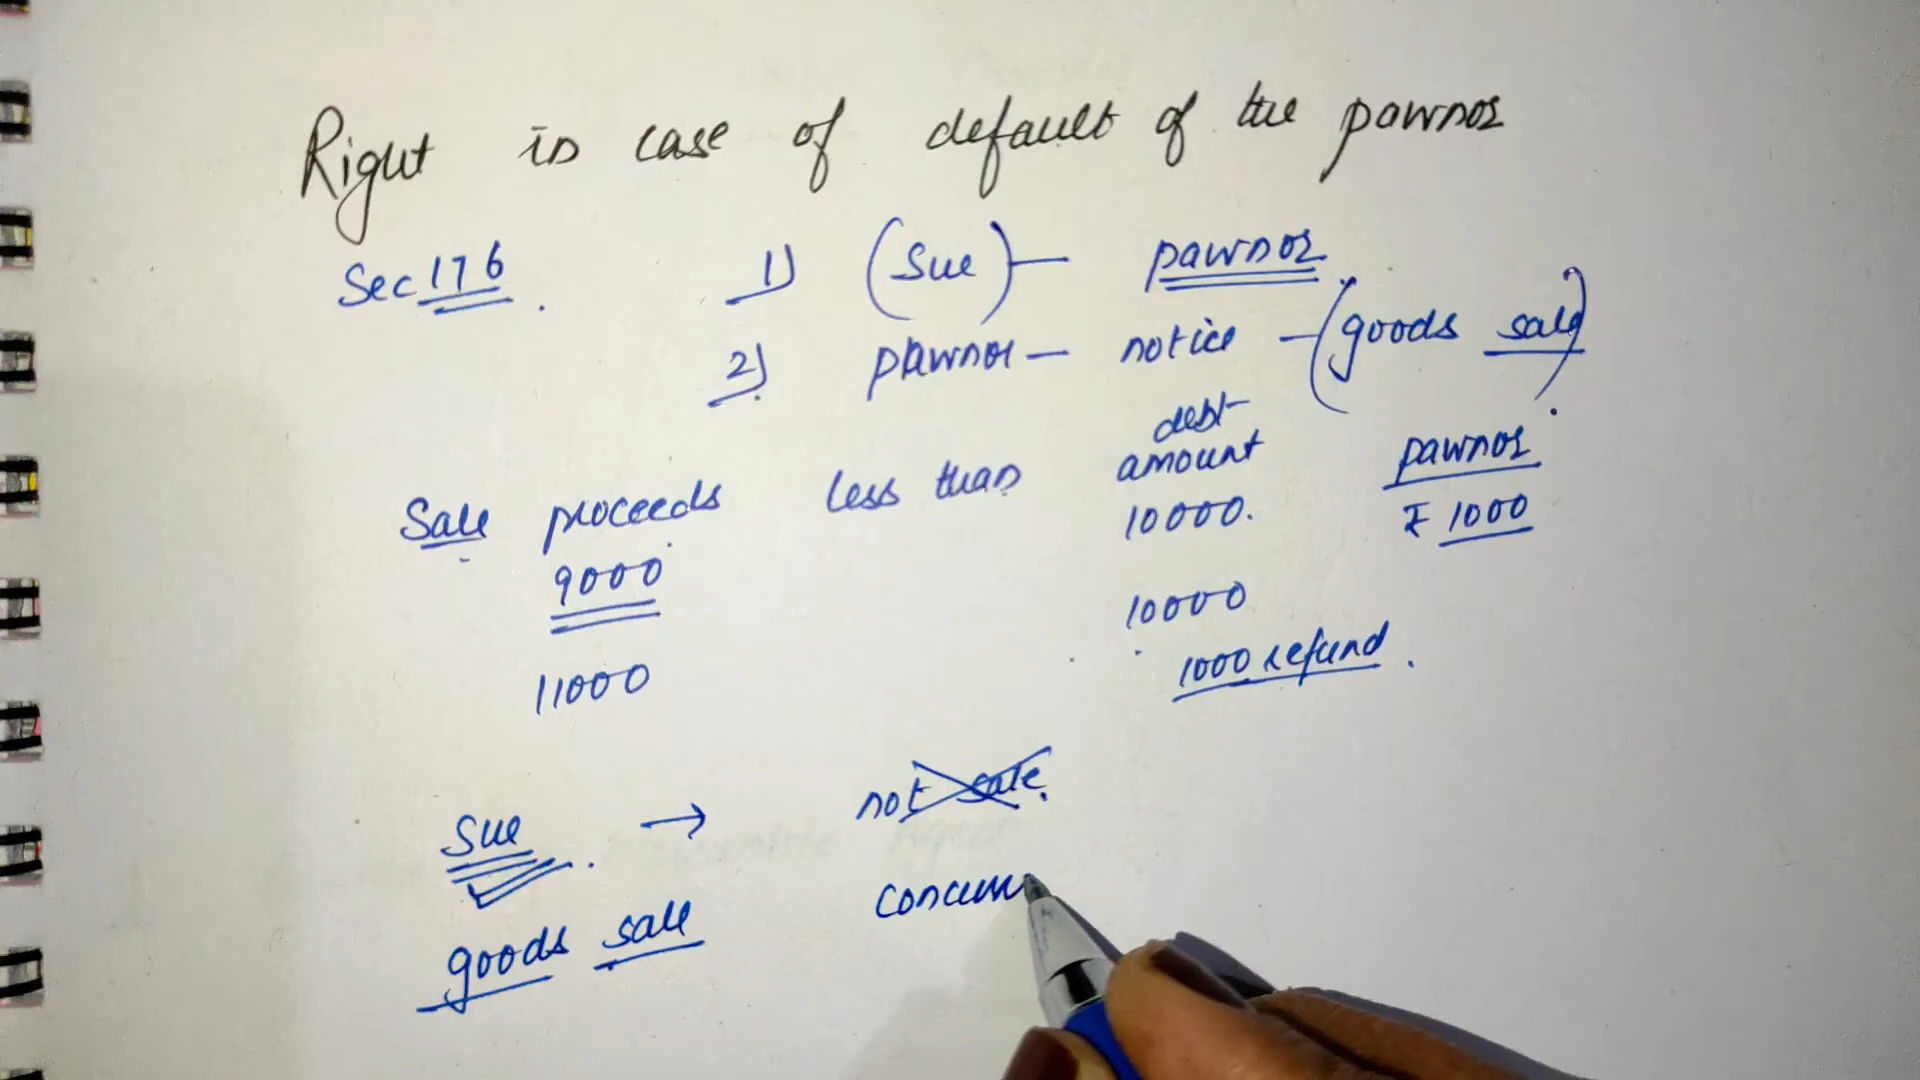 Right in case of default of the pawnor
Sec 176. 1) (Sue) — pawnor
2) pawnor — notice — (goods sale)
debt
Sale proceeds less than amount pawnor
9000 10000. ₹ 1000
11000 10000
1000 refund.
Sue. → not sale.
goods sale concurr